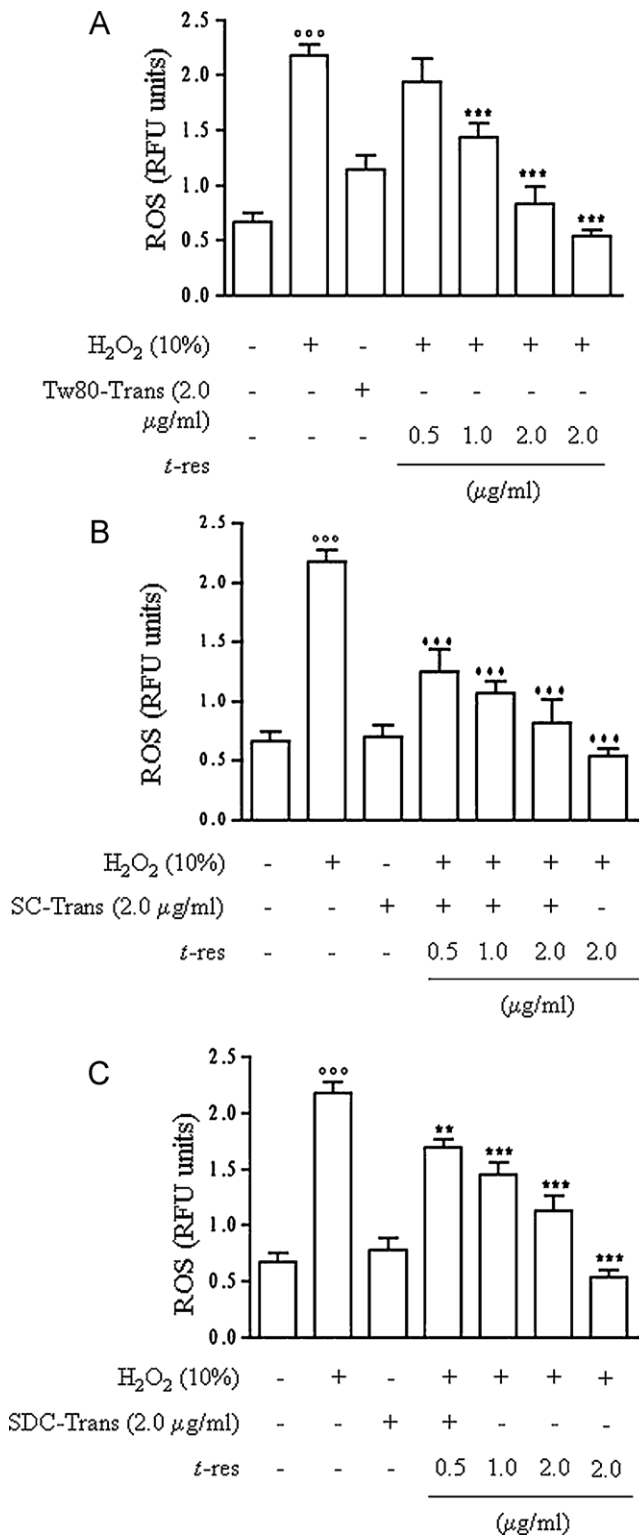 A
ROS (RFU units)
2.5
2.0
1.5
1.0
0.5
0.0
°°°
***
***
***
H₂O₂ (10%) - + - + + + +
Tw80-Trans (2.0 - - + - - - -
µg/ml)
- - - 0.5 1.0 2.0 2.0
t-res
(µg/ml)
B
ROS (RFU units)
2.5
2.0
1.5
1.0
0.5
0.0
°°°
♦♦♦
♦♦♦
♦♦♦
♦♦♦
H₂O₂ (10%) - + - + + + +
SC-Trans (2.0 µg/ml) - - + + + + -
t-res - - - 0.5 1.0 2.0 2.0
(µg/ml)
C
ROS (RFU units)
2.5
2.0
1.5
1.0
0.5
0.0
°°°
**
***
***
***
H₂O₂ (10%) - + - + + + +
SDC-Trans (2.0 µg/ml) - - + + - - -
t-res - - - 0.5 1.0 2.0 2.0
(µg/ml)